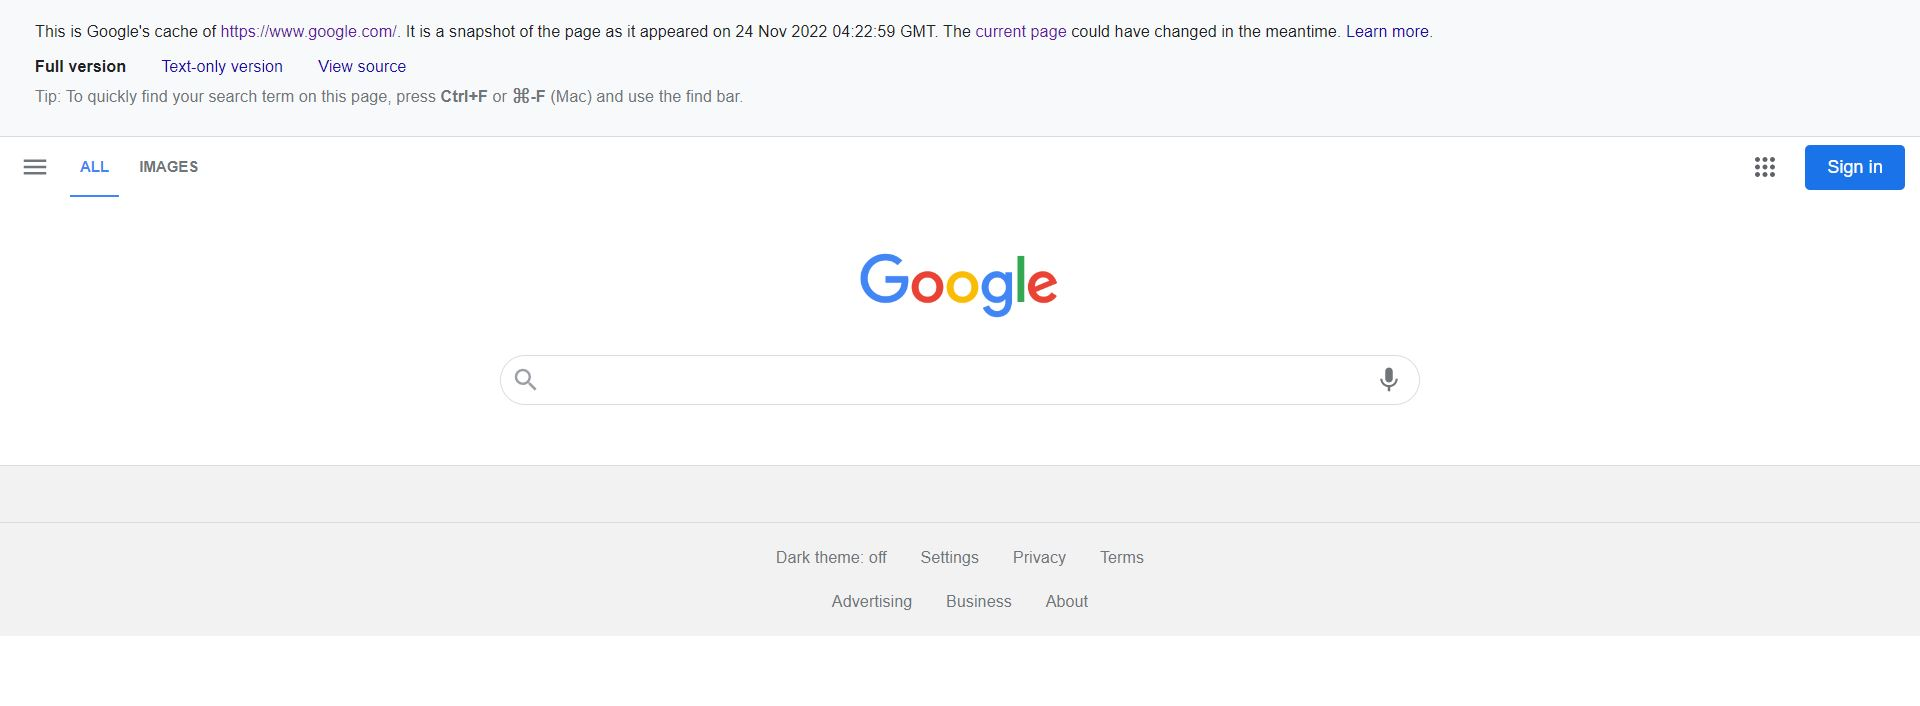 This is Google's cache of https://www.google.com/. It is a snapshot of the page as it appeared on 24 Nov 2022 04:22:59 GMT. The current page could have changed in the meantime. Learn more.
Full version Text-only version View source
Tip: To quickly find your search term on this page, press Ctrl+F or ⌘-F (Mac) and use the find bar.
ALL IMAGES Sign in
Google
Dark theme: off Settings Privacy Terms
Advertising Business About